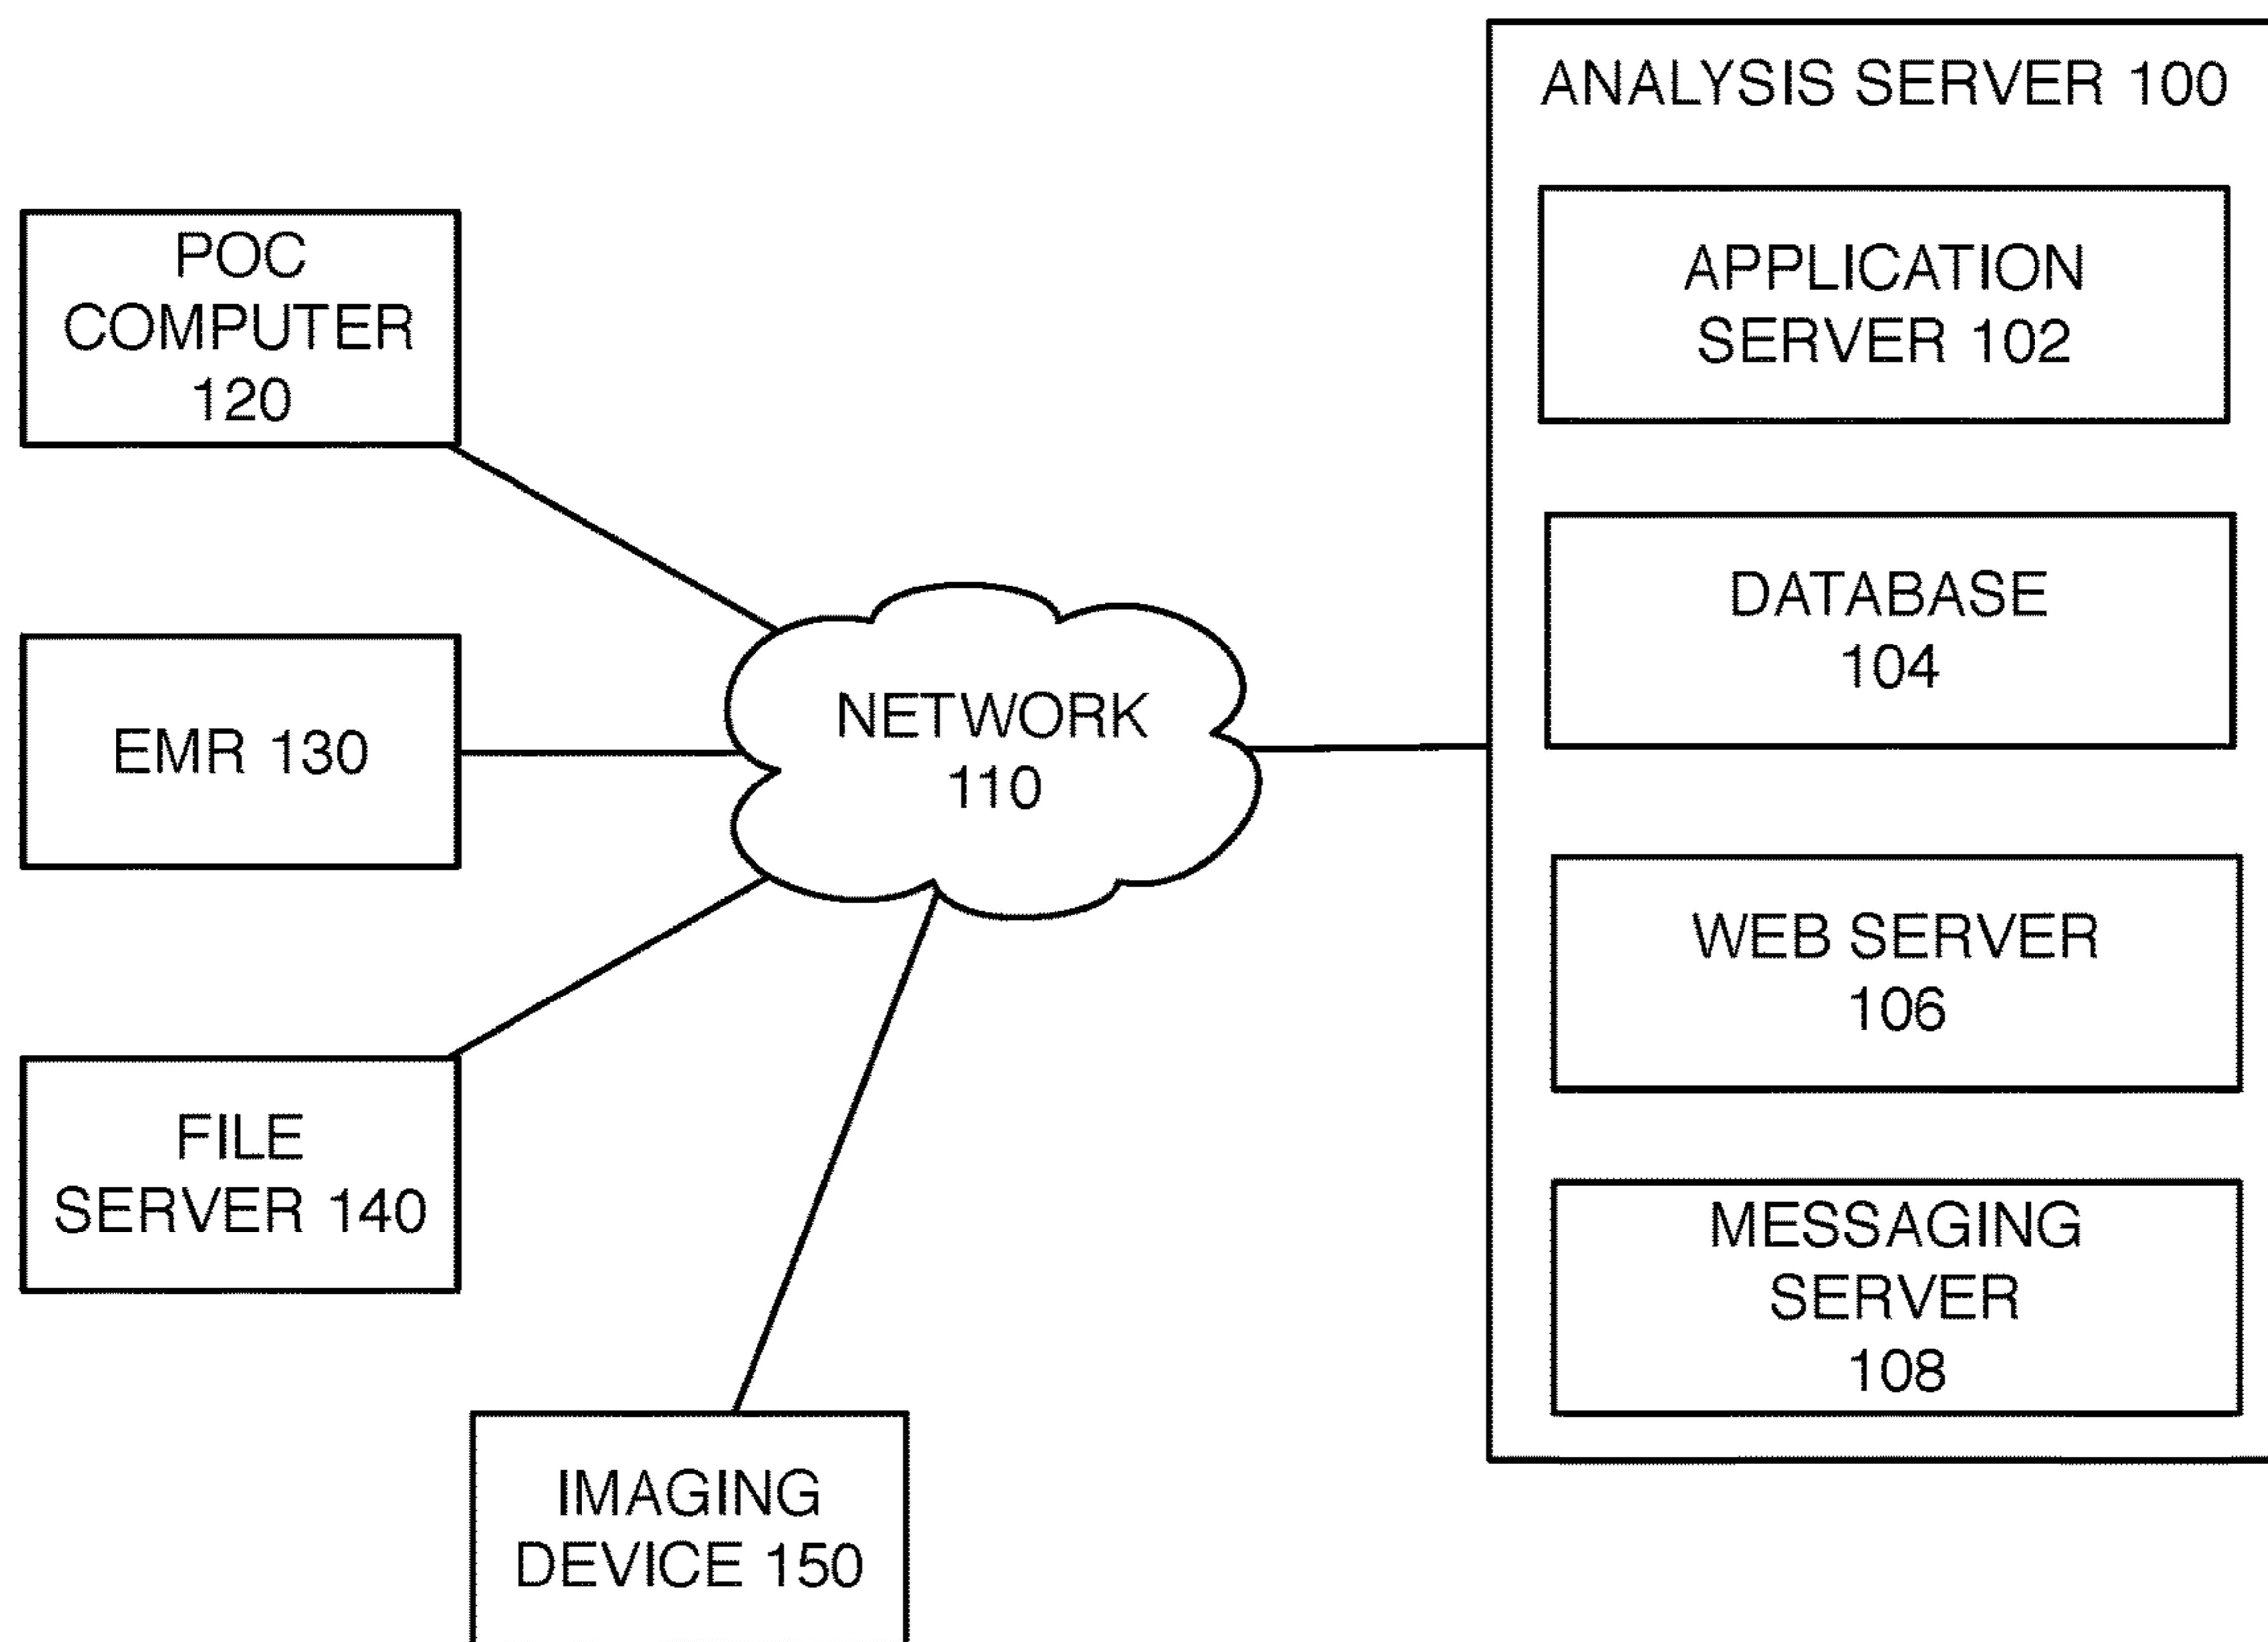 ANALYSIS SERVER 100
APPLICATION
SERVER 102
DATABASE
104
WEB SERVER
106
MESSAGING
SERVER
108
POC
COMPUTER
120
EMR 130
FILE
SERVER 140
IMAGING
DEVICE 150
NETWORK
110